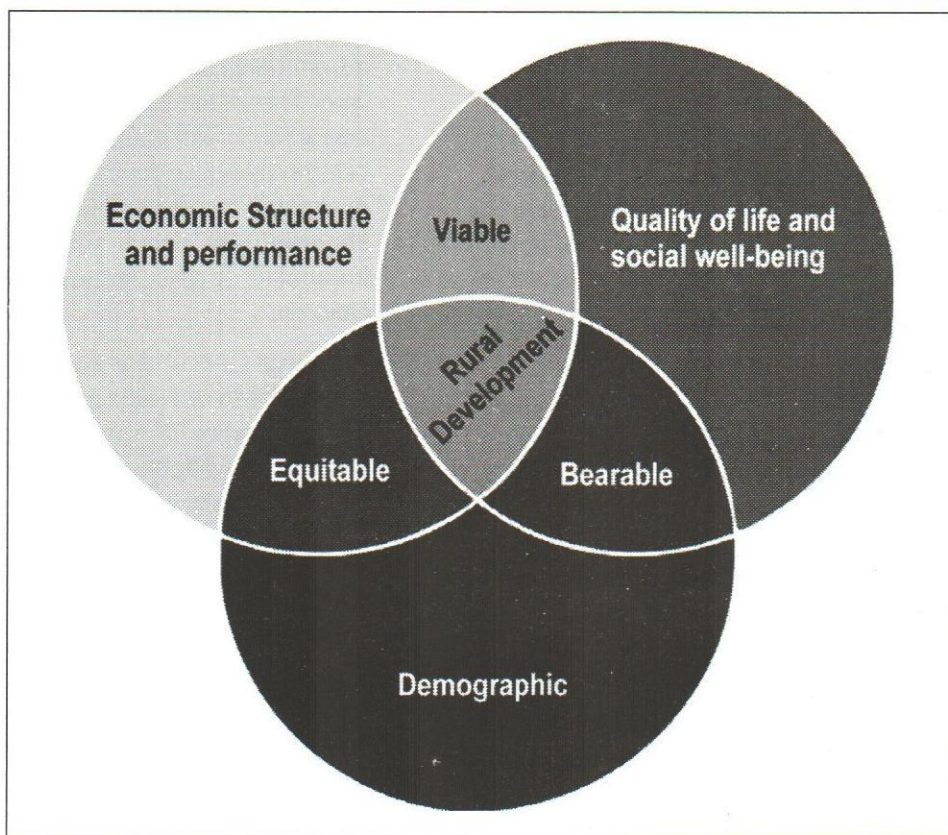 Economic Structure
and performance
Viable
Quality of life and
social well-being
Rural
Development
Equitable
Bearable
Demographic